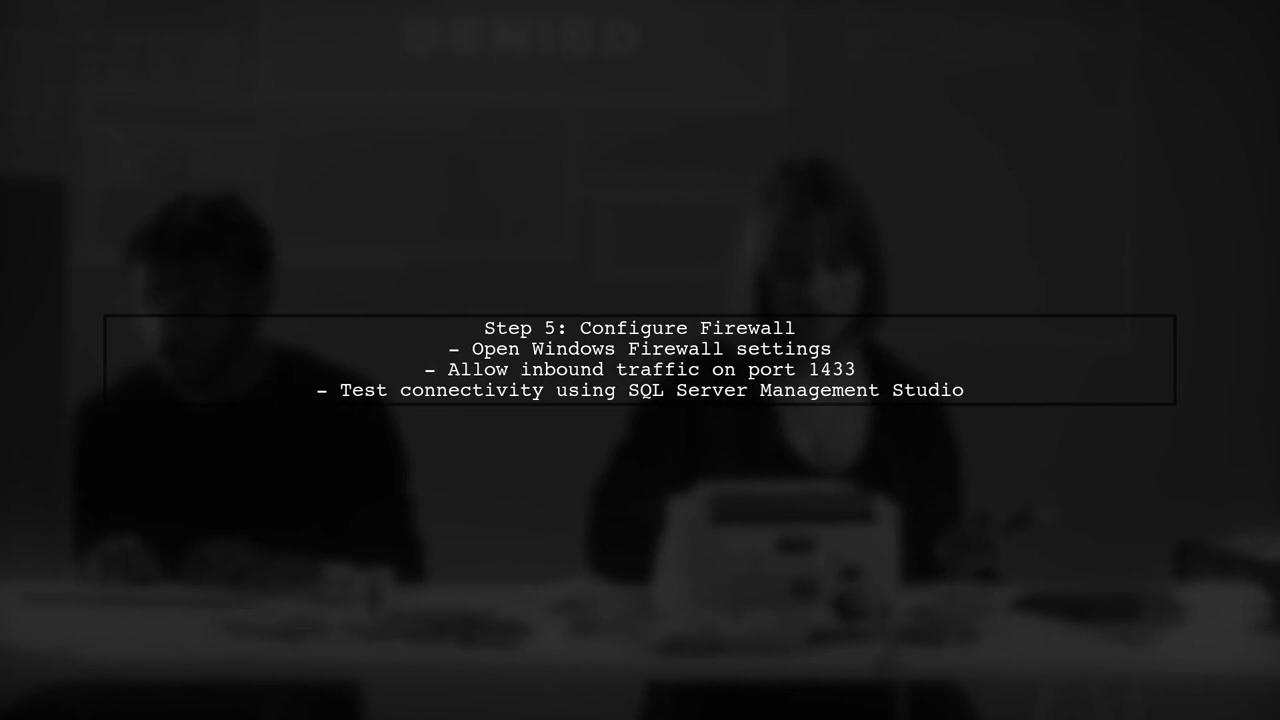 DENIED
Step 5: Configure Firewall
- Open Windows Firewall settings
- Allow inbound traffic on port 1433
- Test connectivity using SQL Server Management Studio